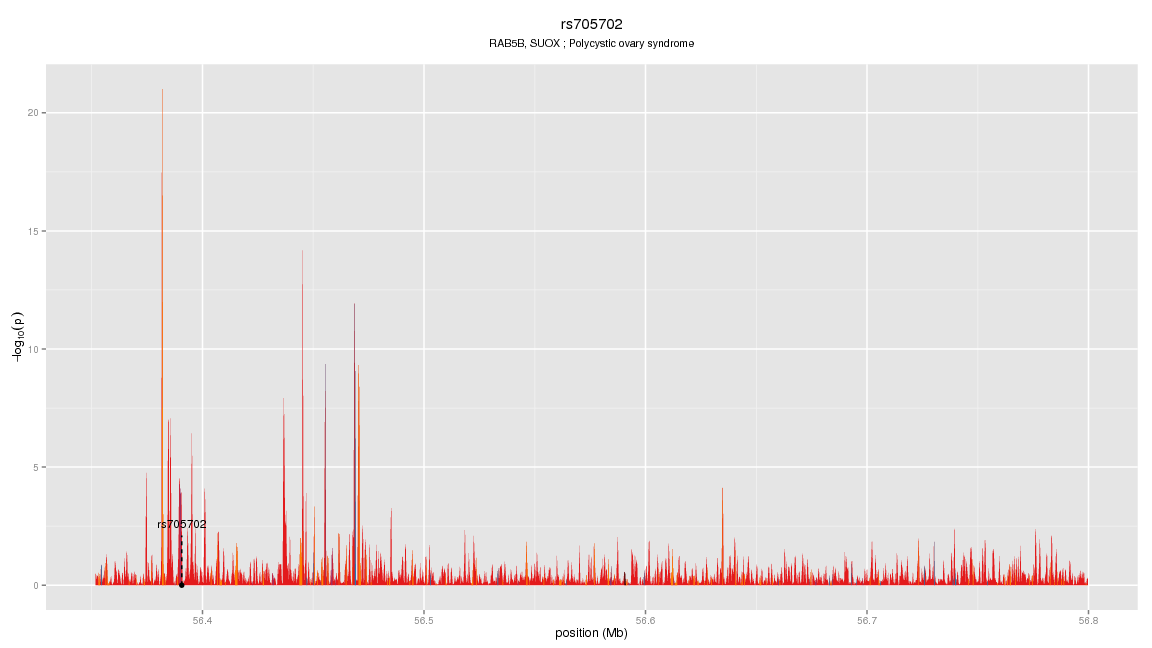 rs705702
RAB5B, SUOX ; Polycystic ovary syndrome
20
15
10
5
0
−log10(p)
rs705702
56.4
56.5
56.6
56.7
56.8
position (Mb)